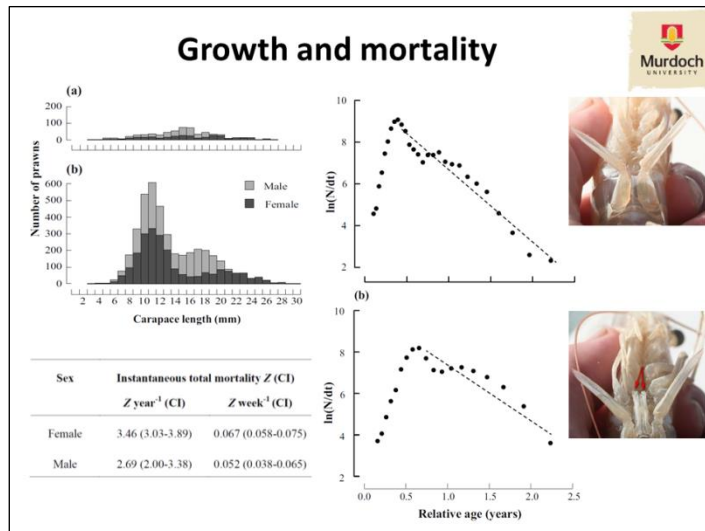 Growth and mortality
Murdoch
UNIVERSITY
(a)
200
100
0
(b)
600
500
400
300
200
100
0
Number of prawns
Male
Female
2 4 6 8 10 12 14 16 18 20 22 24 26 28 30
Carapace length (mm)
Sex Instantaneous total mortality Z (CI)
Z year-1 (CI) Z week-1 (CI)
Female 3.46 (3.03-3.89) 0.067 (0.058-0.075)
Male 2.69 (2.00-3.38) 0.052 (0.038-0.065)
10
8
6
4
2
ln(N/dt)
(b)
10
8
6
4
2
ln(N/dt)
0.0 0.5 1.0 1.5 2.0 2.5
Relative age (years)